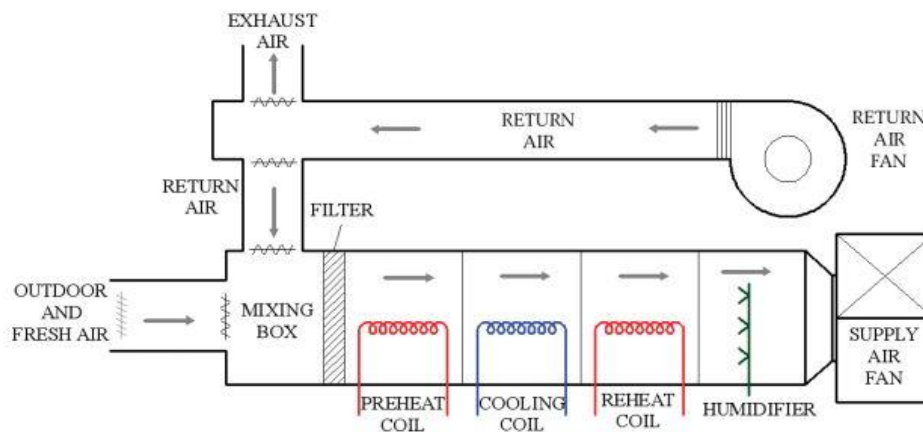 EXHAUST
AIR
RETURN
AIR
RETURN
AIR
FAN
RETURN
AIR
FILTER
OUTDOOR
AND
FRESH AIR
MIXING
BOX
PREHEAT
COIL
COOLING
COIL
REHEAT
COIL
HUMIDIFIER
SUPPLY
AIR
FAN